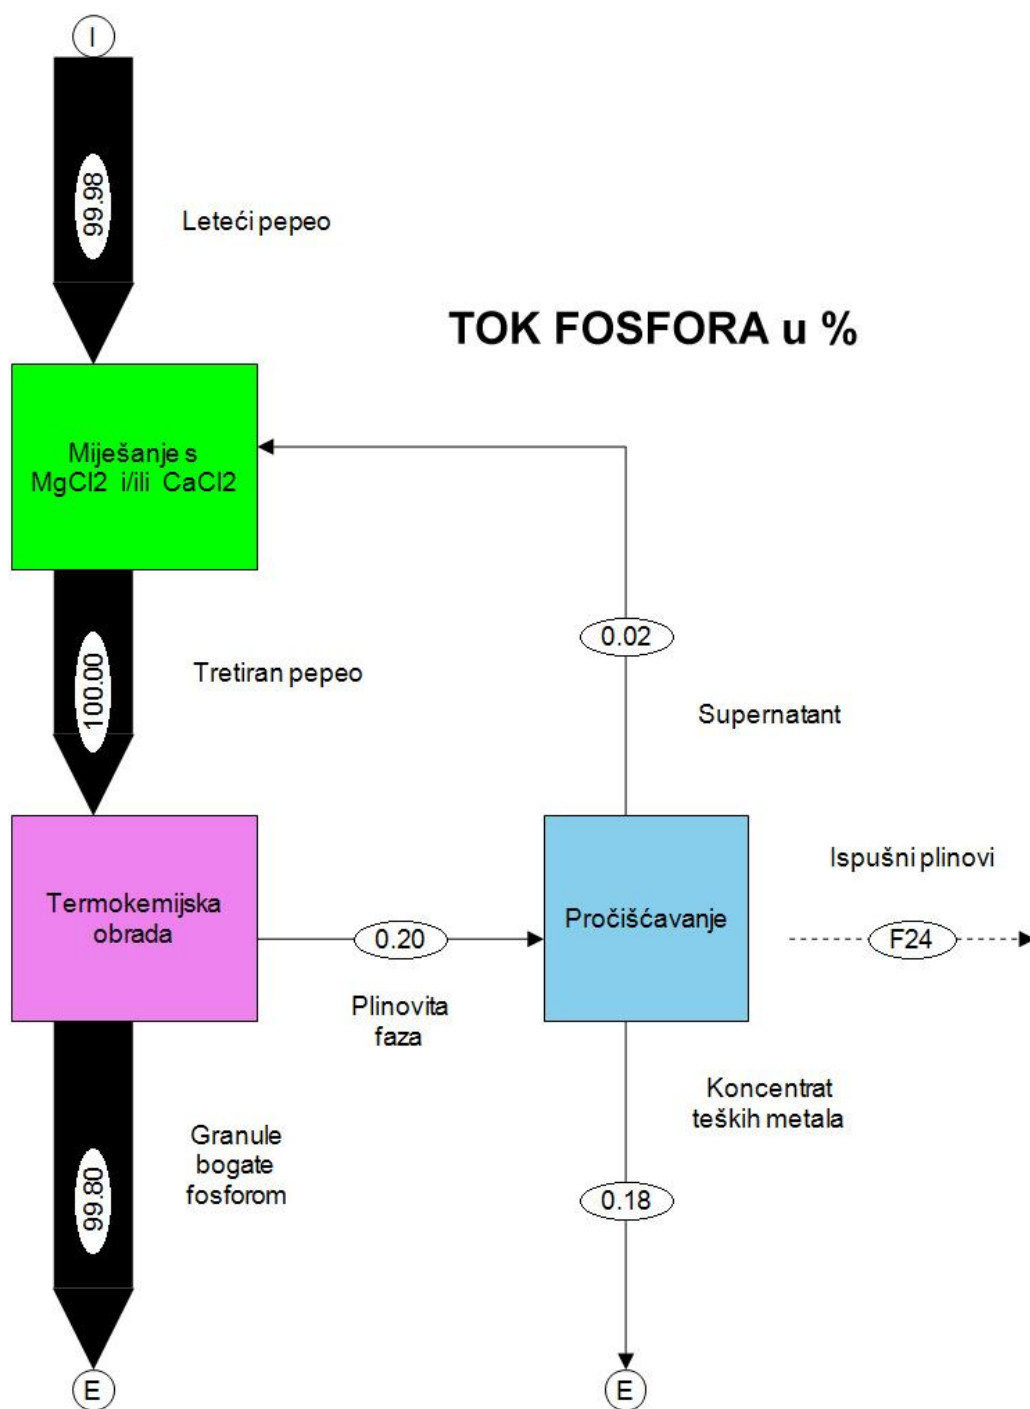 I
99.98
Leteći pepeo
TOK FOSFORA u %
Miješanje s
MgCl2 i/ili CaCl2
0.02
100.00
Tretiran pepeo
Supernatant
Termokemijska
obrada
0.20
Plinovita
faza
Pročišćavanje
Ispušni plinovi
F24
Granule
bogate
fosforom
99.80
Koncentrat
teških metala
0.18
E
E